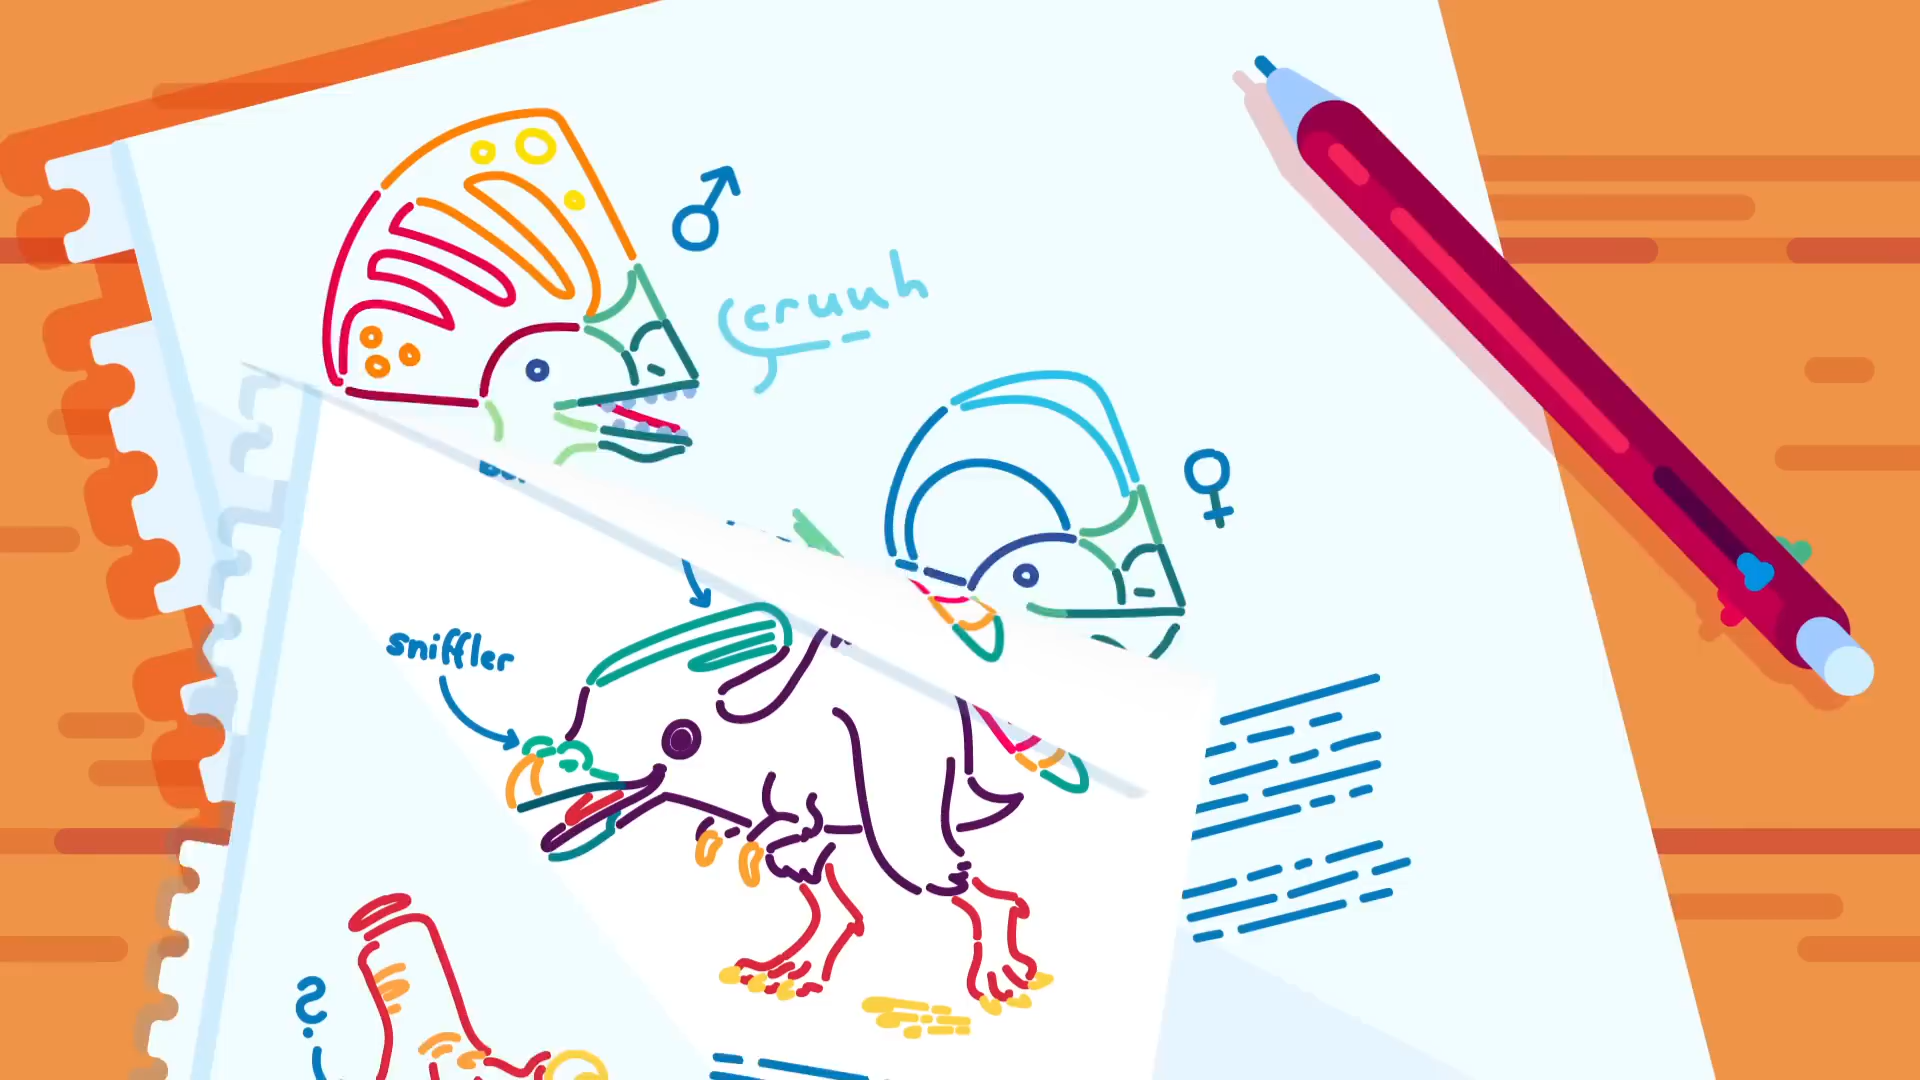 ♂
cruuh
♀
sniffler
?